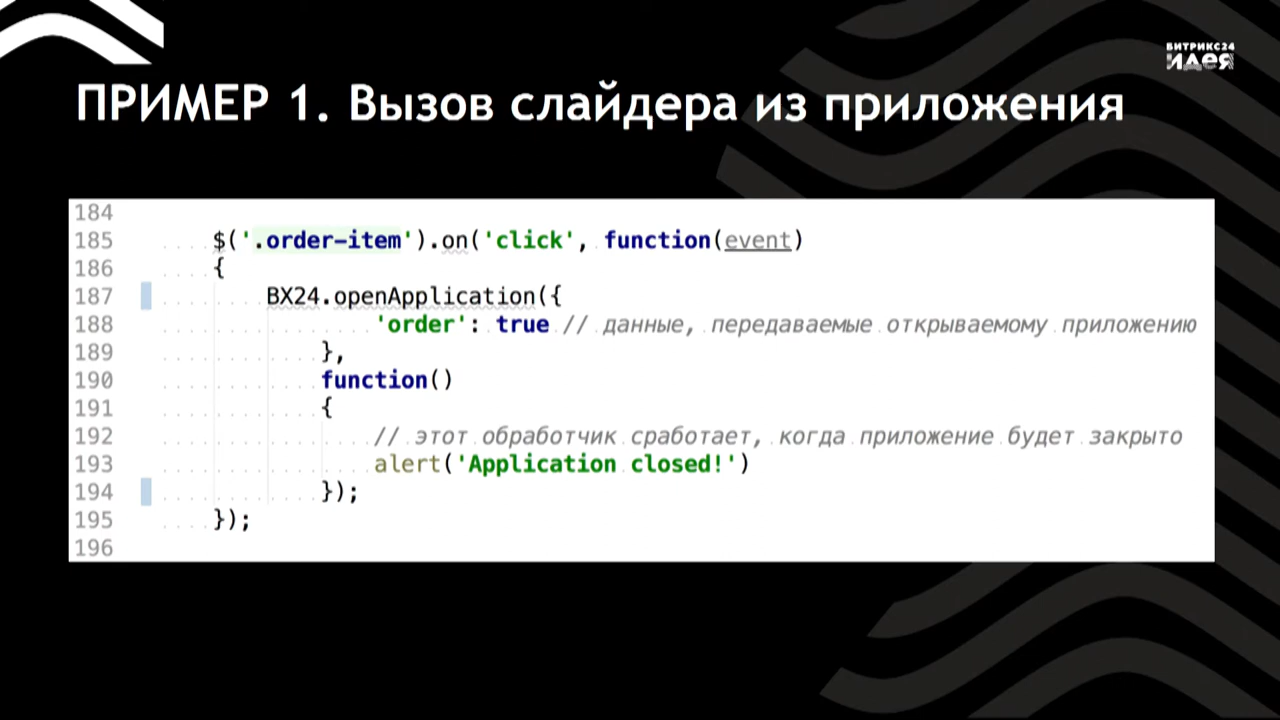 БИТРИКС24
идея
ПРИМЕР 1. Вызов слайдера из приложения
184
185 $('.order-item').on('click', function(event)
186 {
187 BX24.openApplication({
188 'order': true // данные, передаваемые открываемому приложению
189 },
190 function()
191 {
192 // этот обработчик сработает, когда приложение будет закрыто
193 alert('Application closed!')
194 });
195 });
196